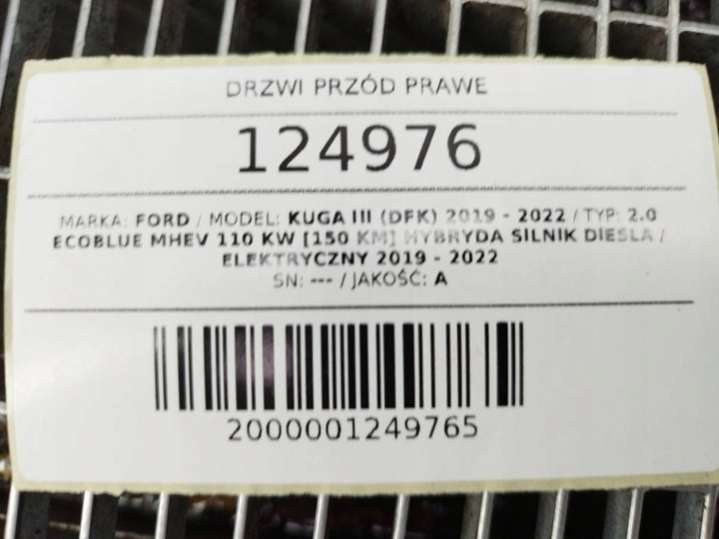 DRZWI PRZÓD PRAWE
124976
MARKA: FORD / MODEL: KUGA III (DFK) 2019 - 2022 / TYP: 2.0
ECOBLUE MHEV 110 KW [150 KM] HYBRYDA SILNIK DIESLA /
ELEKTRYCZNY 2019 - 2022
SN: --- / JAKOŚĆ: A
2000001249765